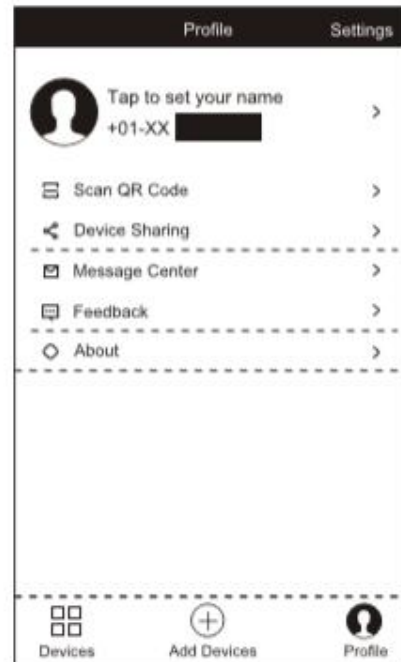 Profile Settings
Tap to set your name
+01-XX
Scan QR Code
Device Sharing
Message Center
Feedback
About
Devices Add Devices Profile